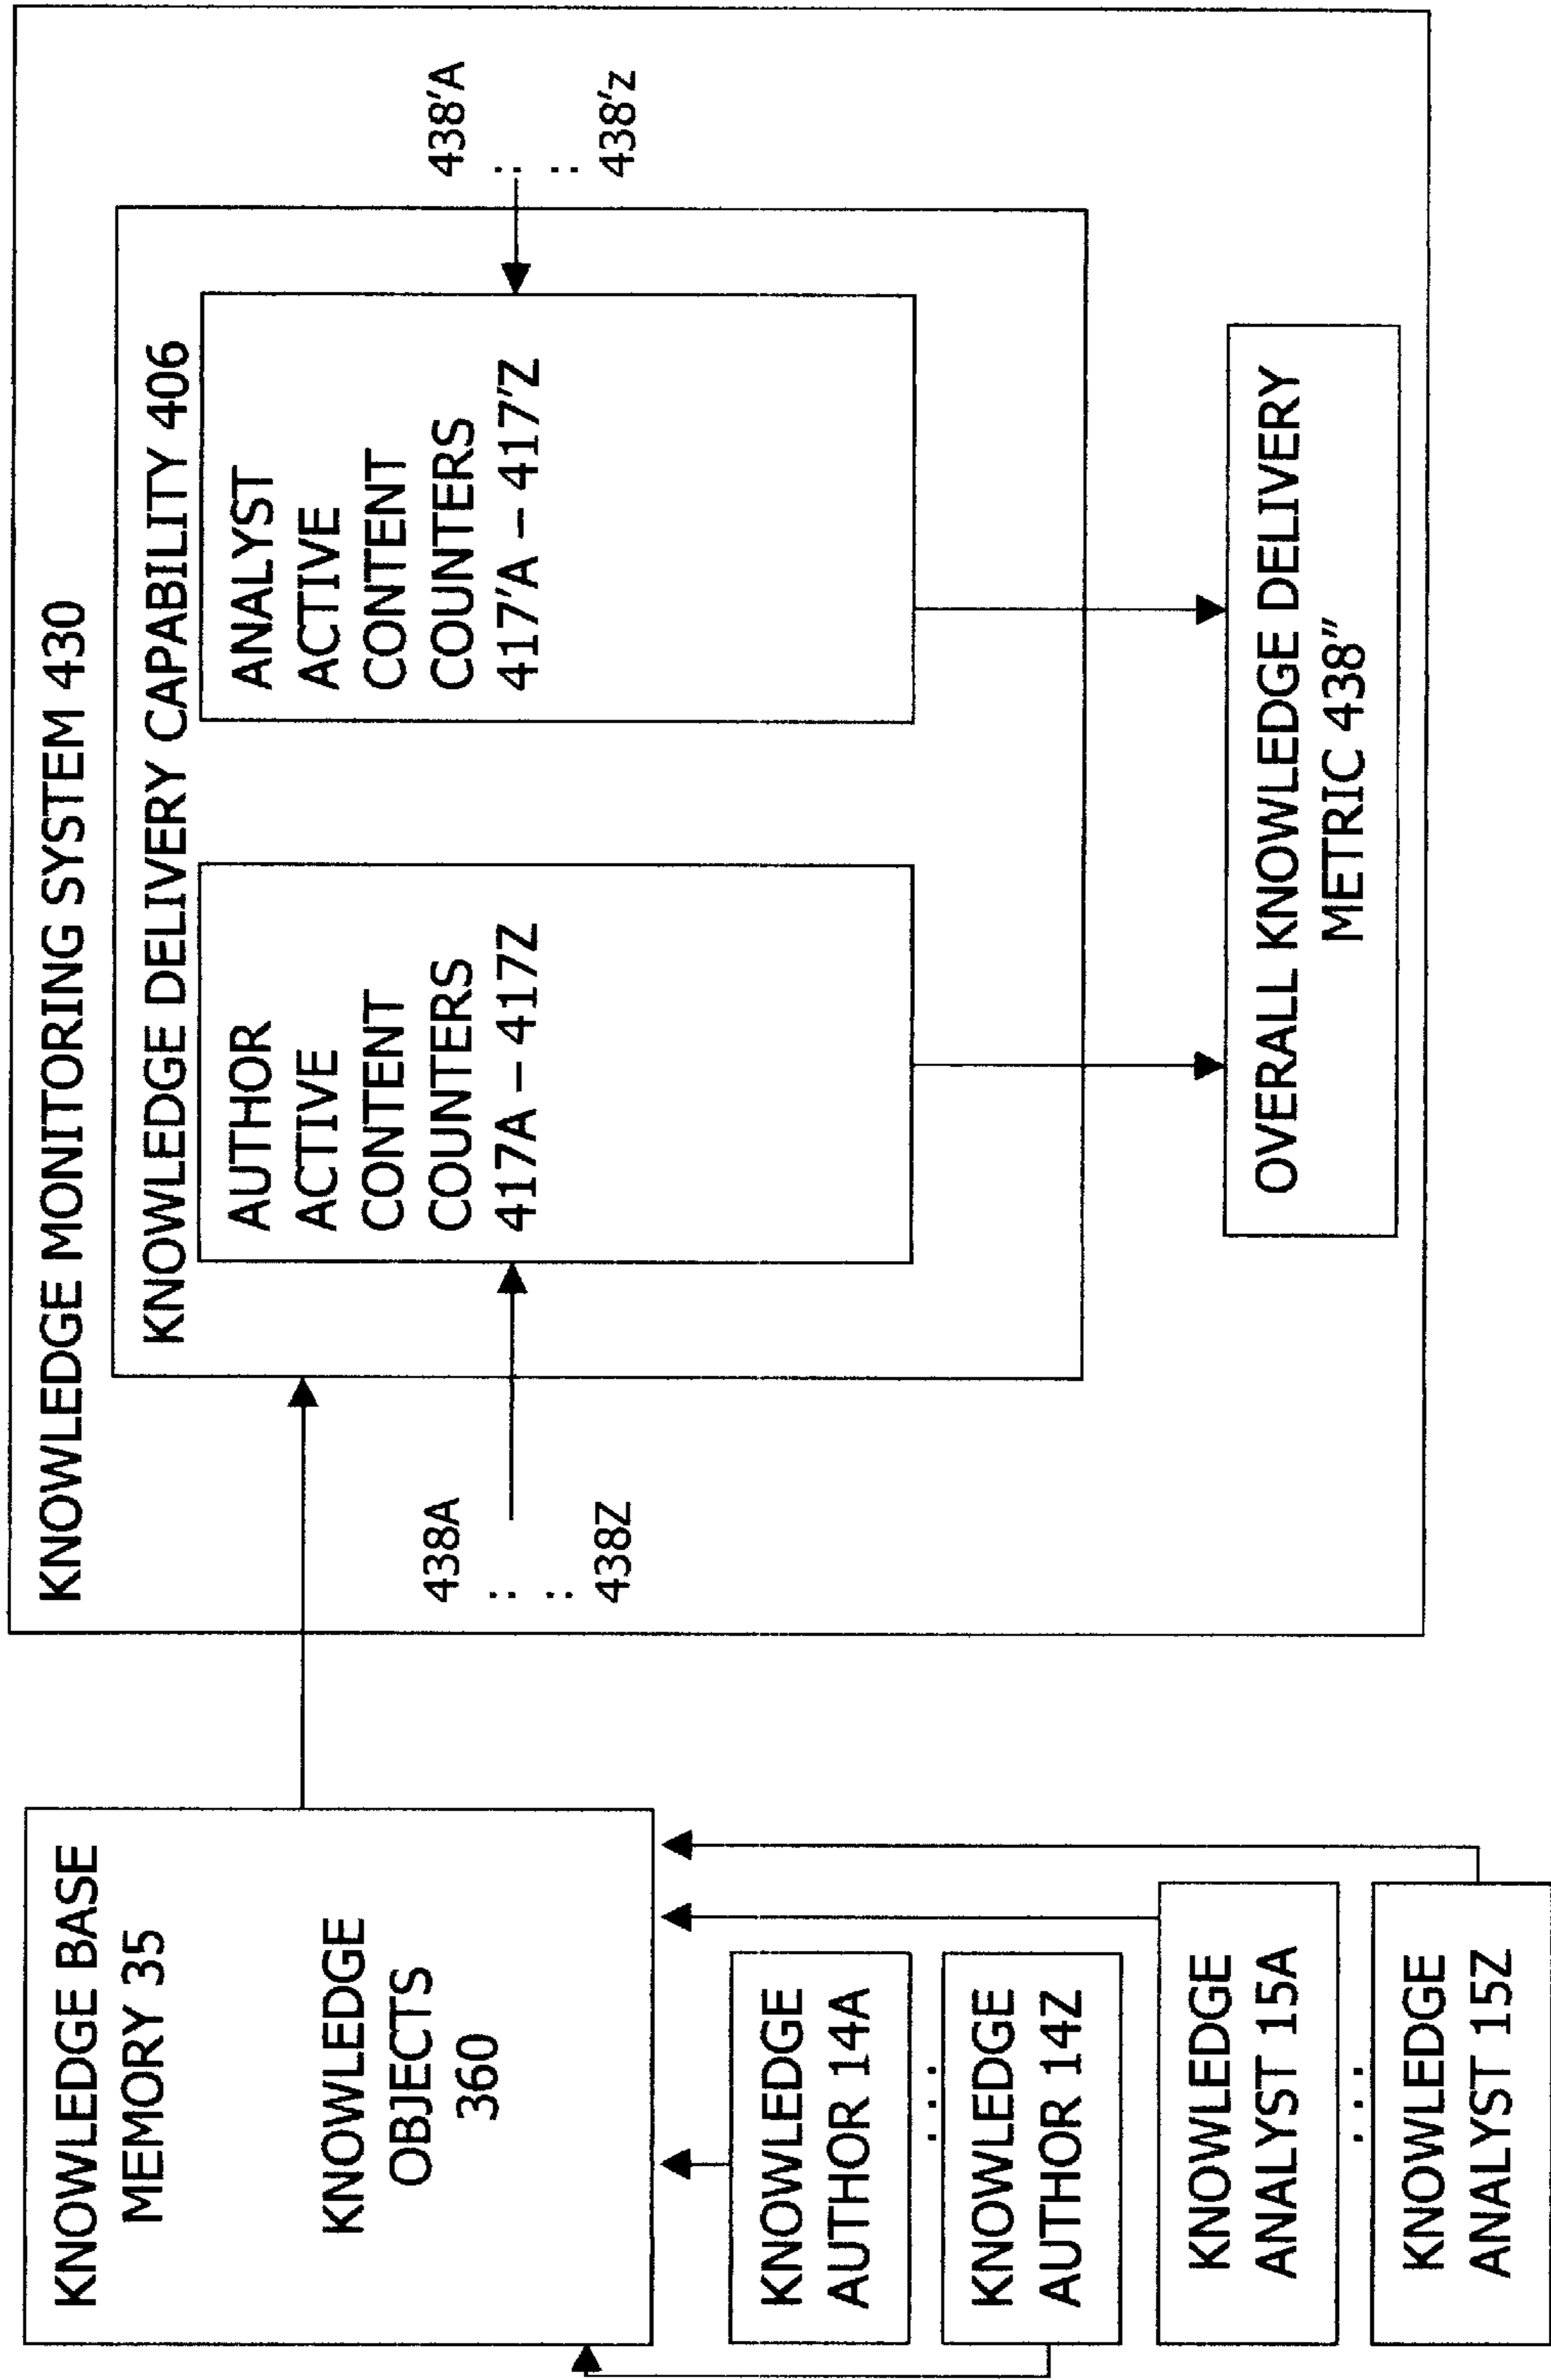 KNOWLEDGE BASE
MEMORY 35
KNOWLEDGE
OBJECTS
360
KNOWLEDGE
AUTHOR 14A
. . .
KNOWLEDGE
AUTHOR 14Z
KNOWLEDGE
ANALYST 15A
. . .
KNOWLEDGE
ANALYST 15Z
KNOWLEDGE MONITORING SYSTEM 430
KNOWLEDGE DELIVERY CAPABILITY 406
438A
:
:
438Z
AUTHOR
ACTIVE
CONTENT
COUNTERS
417A – 417Z
ANALYST
ACTIVE
CONTENT
COUNTERS
417'A – 417'Z
438'A
:
:
438'z
OVERALL KNOWLEDGE DELIVERY
METRIC 438"